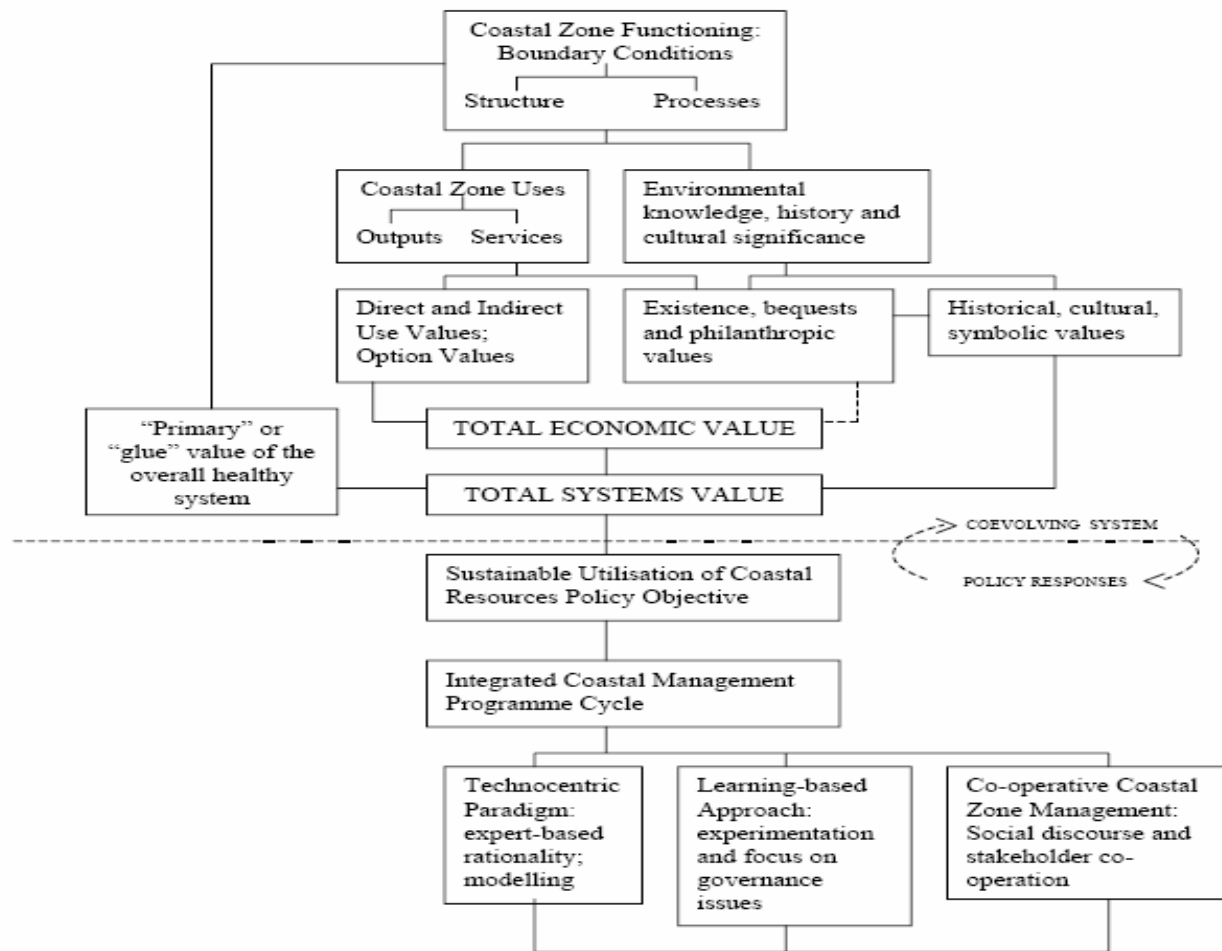 Coastal Zone Functioning:
Boundary Conditions
Structure Processes
Coastal Zone Uses
Outputs Services
Environmental
knowledge, history and
cultural significance
Direct and Indirect
Use Values;
Option Values
Existence, bequests
and philanthropic
values
Historical, cultural,
symbolic values
"Primary" or
"glue" value of the
overall healthy
system
TOTAL ECONOMIC VALUE
TOTAL SYSTEMS VALUE
COEVOLVING SYSTEM
POLICY RESPONSES
Sustainable Utilisation of Coastal
Resources Policy Objective
Integrated Coastal Management
Programme Cycle
Technocentric
Paradigm:
expert-based
rationality;
modelling
Learning-based
Approach:
experimentation
and focus on
governance
issues
Co-operative Coastal
Zone Management:
Social discourse and
stakeholder co-
operation